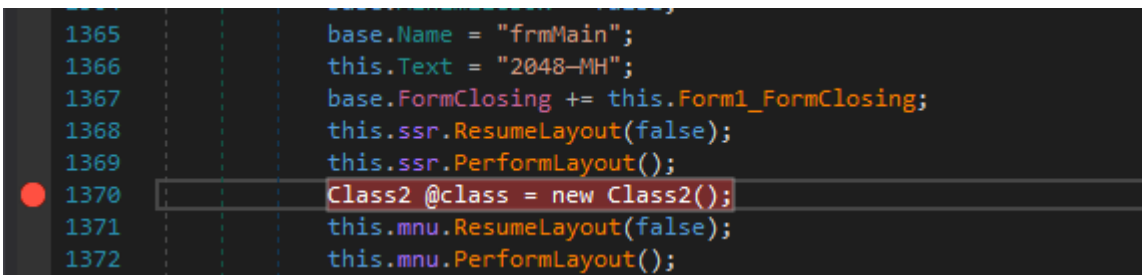 1365 base.Name = "frmMain";
1366 this.Text = "2048—MH";
1367 base.FormClosing += this.Form1_FormClosing;
1368 this.ssr.ResumeLayout(false);
1369 this.ssr.PerformLayout();
1370 Class2 @class = new Class2();
1371 this.mnu.ResumeLayout(false);
1372 this.mnu.PerformLayout();